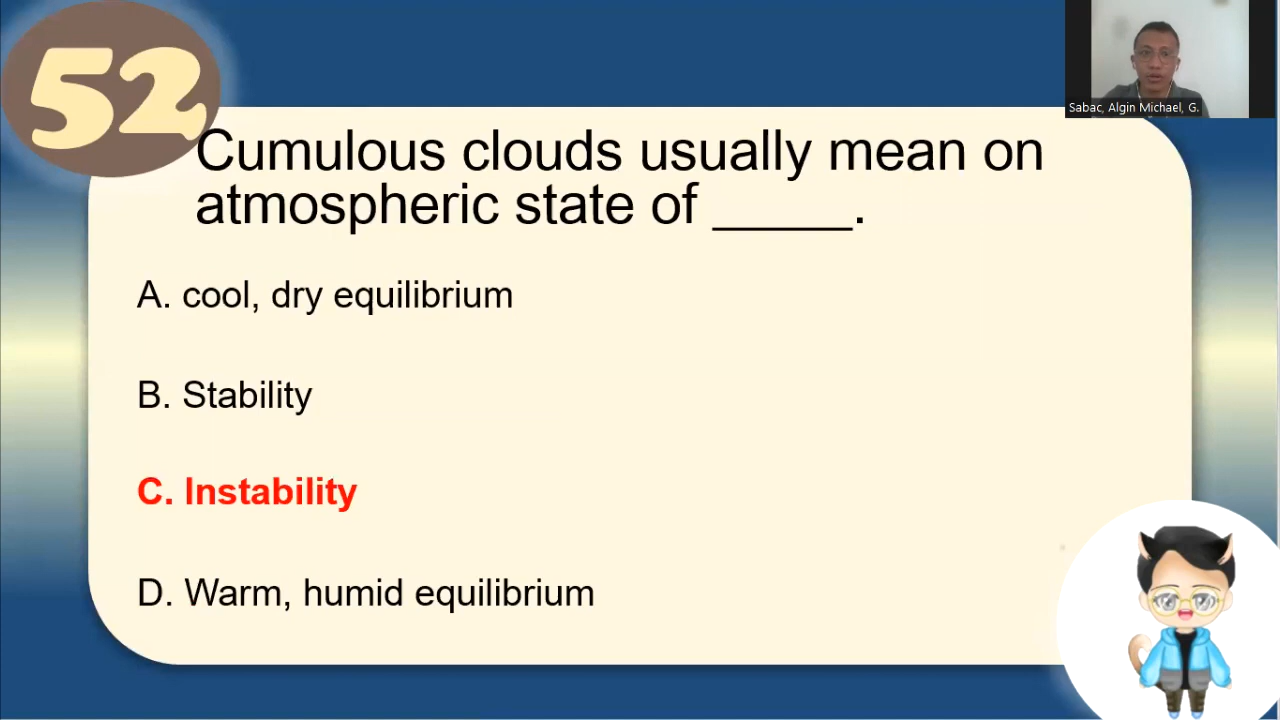 52
Sabac, Algin Michael, G.
Cumulous clouds usually mean on
atmospheric state of _____.
A. cool, dry equilibrium
B. Stability
C. Instability
D. Warm, humid equilibrium